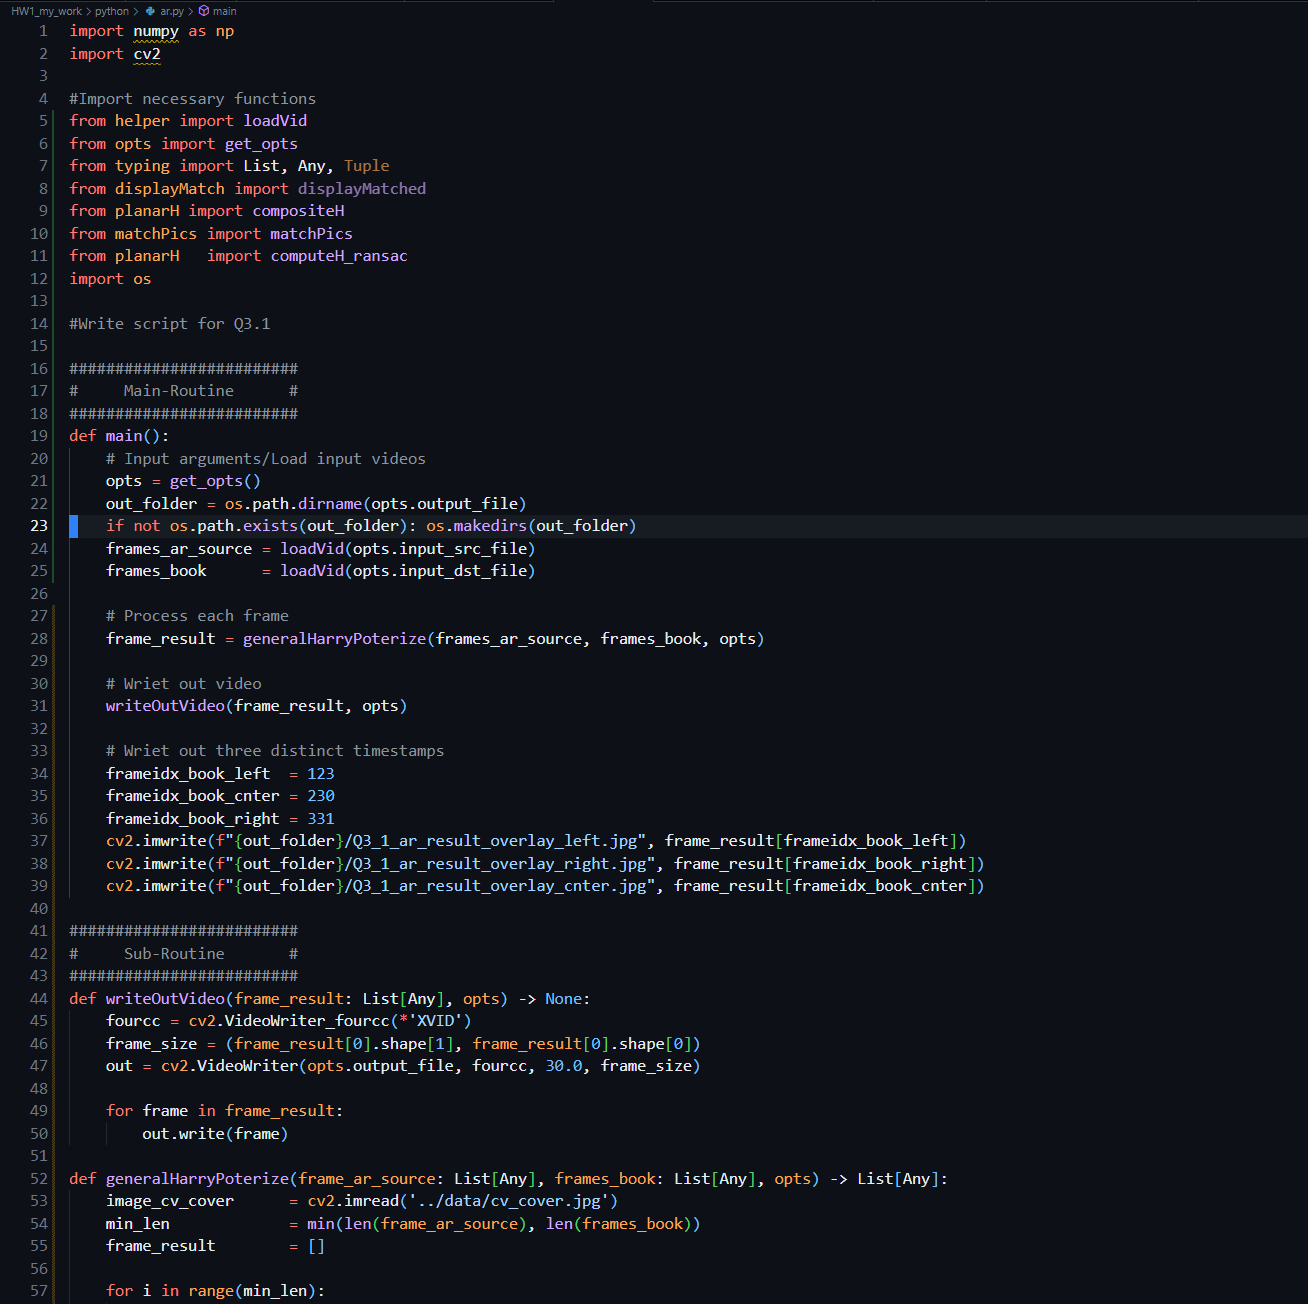 HW1_my_work > python > ar.py > main
1 import numpy as np
2 import cv2
3
4 #Import necessary functions
5 from helper import loadVid
6 from opts import get_opts
7 from typing import List, Any, Tuple
8 from displayMatch import displayMatched
9 from planarH import compositeH
10 from matchPics import matchPics
11 from planarH   import computeH_ransac
12 import os
13
14 #Write script for Q3.1
15
16 #########################
17 #     Main-Routine      #
18 #########################
19 def main():
20     # Input arguments/Load input videos
21     opts = get_opts()
22     out_folder = os.path.dirname(opts.output_file)
23     if not os.path.exists(out_folder): os.makedirs(out_folder)
24     frames_ar_source = loadVid(opts.input_src_file)
25     frames_book      = loadVid(opts.input_dst_file)
26
27     # Process each frame
28     frame_result = generalHarryPoterize(frames_ar_source, frames_book, opts)
29
30     # Wriet out video
31     writeOutVideo(frame_result, opts)
32
33     # Wriet out three distinct timestamps
34     frameidx_book_left  = 123
35     frameidx_book_cnter = 230
36     frameidx_book_right = 331
37     cv2.imwrite(f"{out_folder}/Q3_1_ar_result_overlay_left.jpg", frame_result[frameidx_book_left])
38     cv2.imwrite(f"{out_folder}/Q3_1_ar_result_overlay_right.jpg", frame_result[frameidx_book_right])
39     cv2.imwrite(f"{out_folder}/Q3_1_ar_result_overlay_cnter.jpg", frame_result[frameidx_book_cnter])
40
41 #########################
42 #     Sub-Routine       #
43 #########################
44 def writeOutVideo(frame_result: List[Any], opts) -> None:
45     fourcc = cv2.VideoWriter_fourcc(*'XVID')
46     frame_size = (frame_result[0].shape[1], frame_result[0].shape[0])
47     out = cv2.VideoWriter(opts.output_file, fourcc, 30.0, frame_size)
48
49     for frame in frame_result:
50         out.write(frame)
51
52 def generalHarryPoterize(frame_ar_source: List[Any], frames_book: List[Any], opts) -> List[Any]:
53     image_cv_cover      = cv2.imread('../data/cv_cover.jpg')
54     min_len             = min(len(frame_ar_source), len(frames_book))
55     frame_result        = []
56
57     for i in range(min_len):